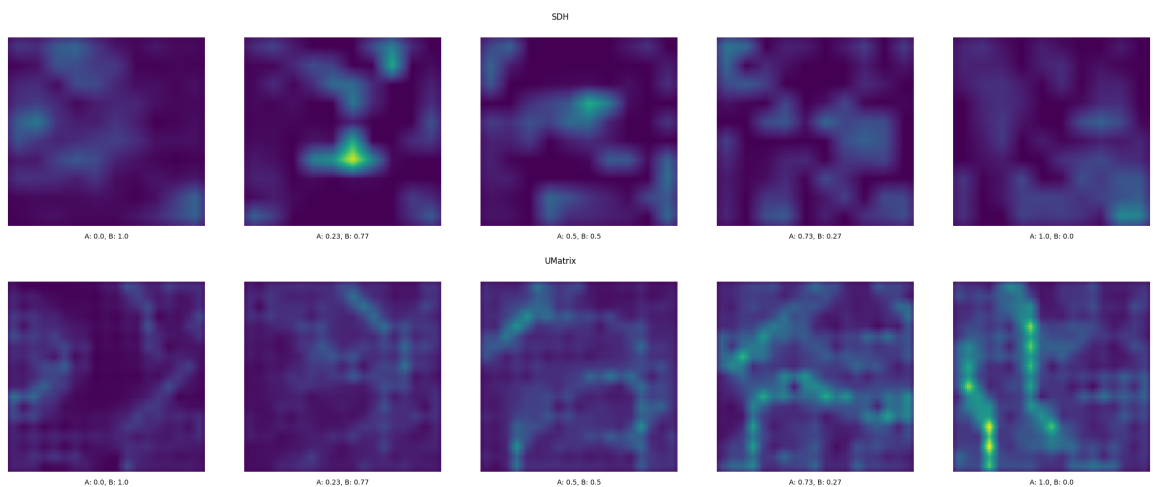 SDH
A: 0.0, B: 1.0
A: 0.23, B: 0.77
A: 0.5, B: 0.5
A: 0.73, B: 0.27
A: 1.0, B: 0.0
UMatrix
A: 0.0, B: 1.0
A: 0.23, B: 0.77
A: 0.5, B: 0.5
A: 0.73, B: 0.27
A: 1.0, B: 0.0